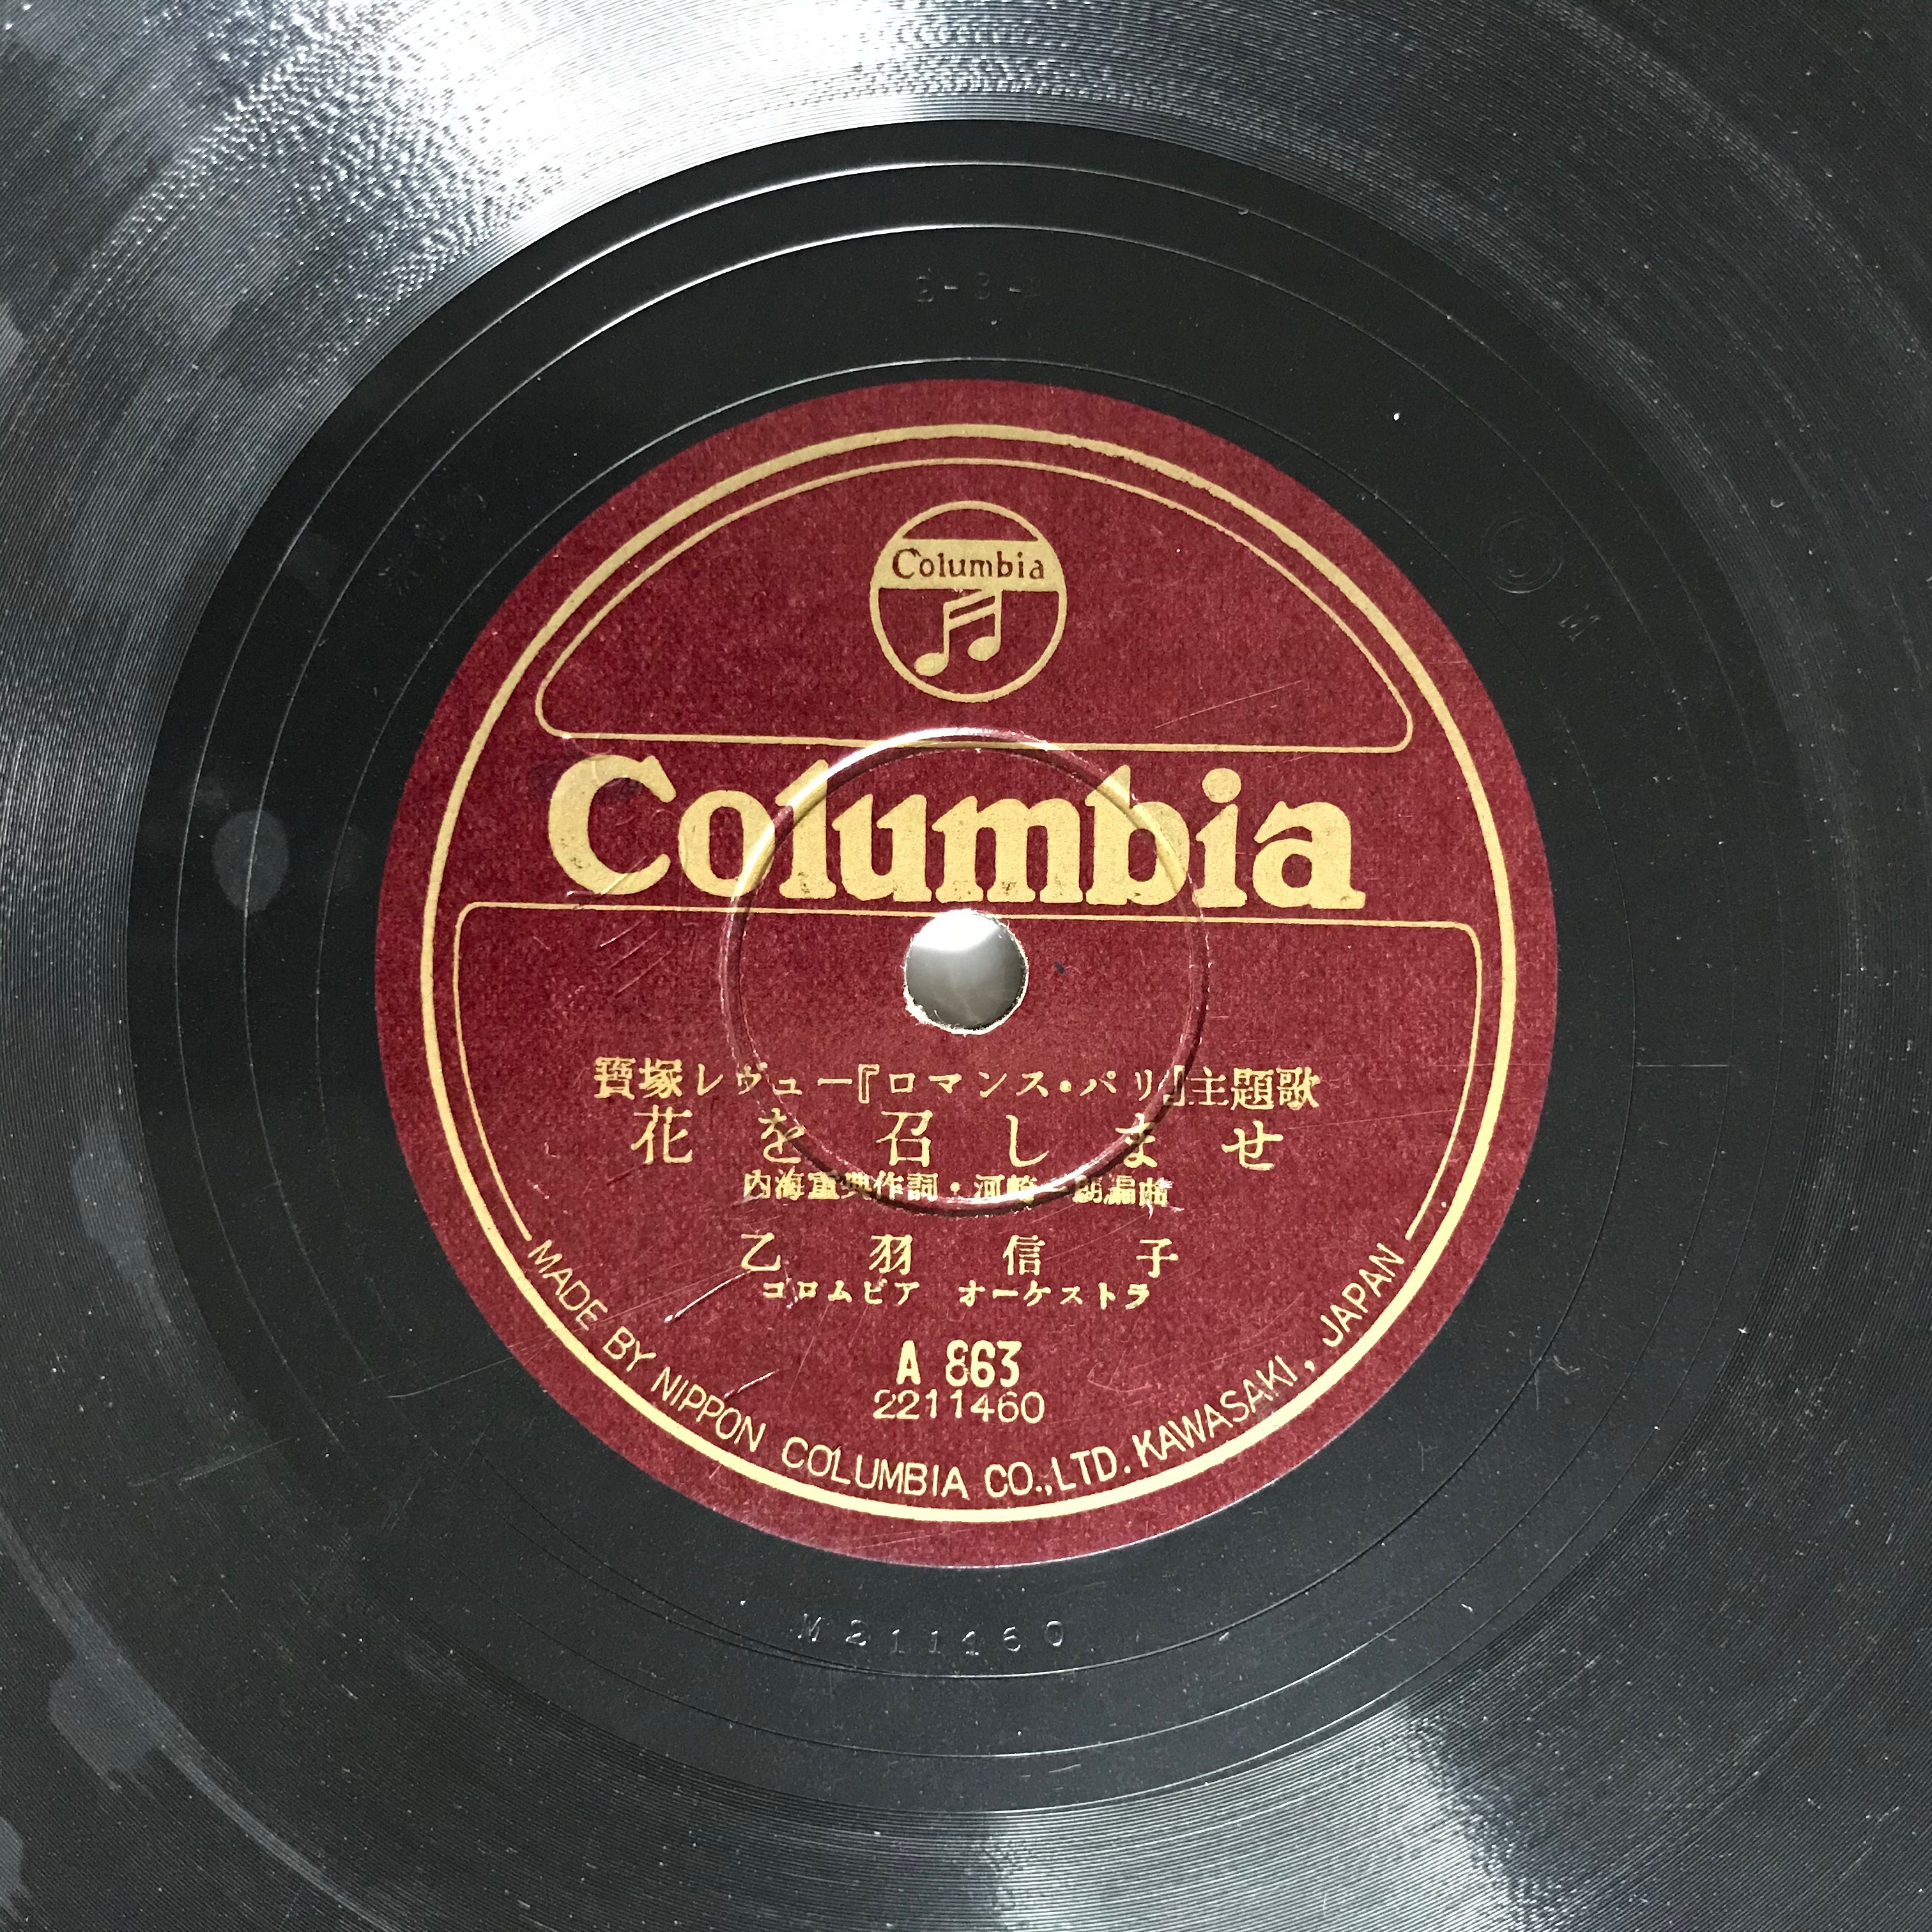 Columbia
Columbia
寶塚レヴュー『ロマンス・パリ』主題歌
花を召しませ
内海重典作詞・河崎一朗編曲
乙羽信子
コロムビア オーケストラ
A 863
2211460
MADE BY NIPPON COLUMBIA CO., LTD. KAWASAKI, JAPAN
M211460